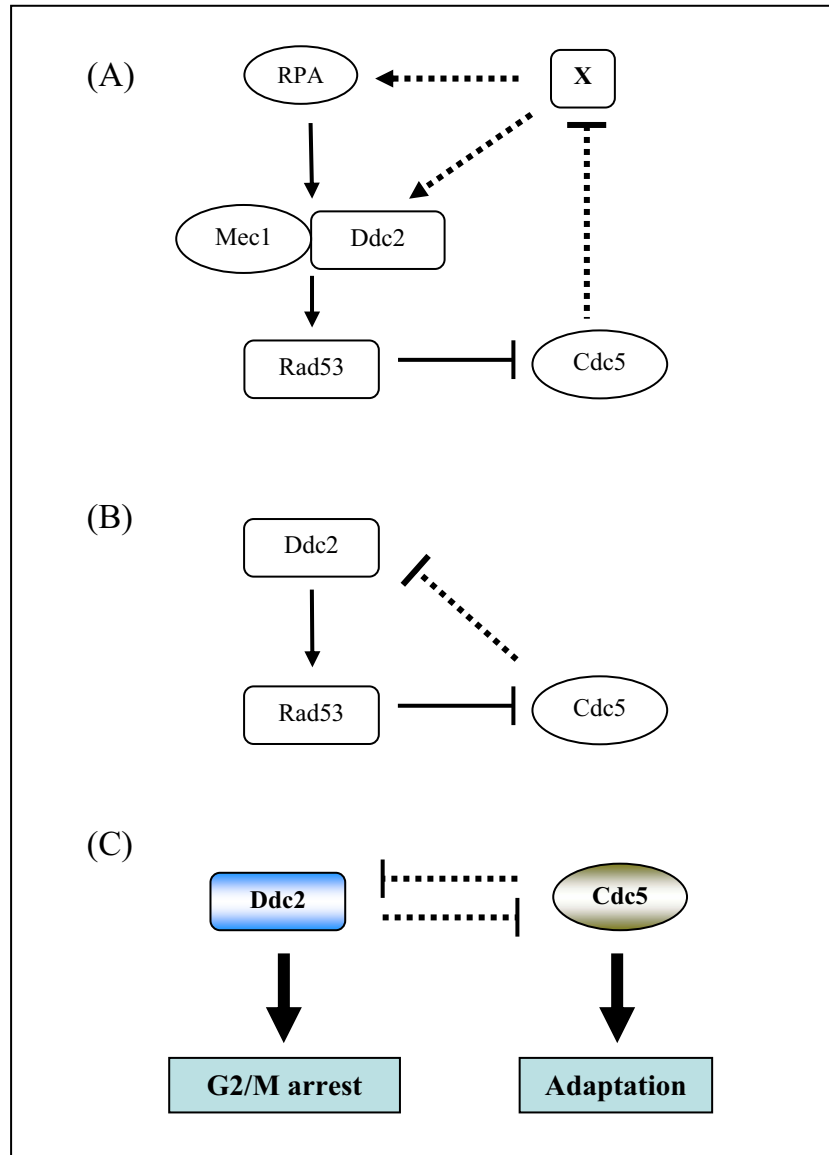 (A)
RPA
X
Mec1
Ddc2
Rad53
Cdc5
(B)
Ddc2
Rad53
Cdc5
(C)
Ddc2
Cdc5
G2/M arrest
Adaptation